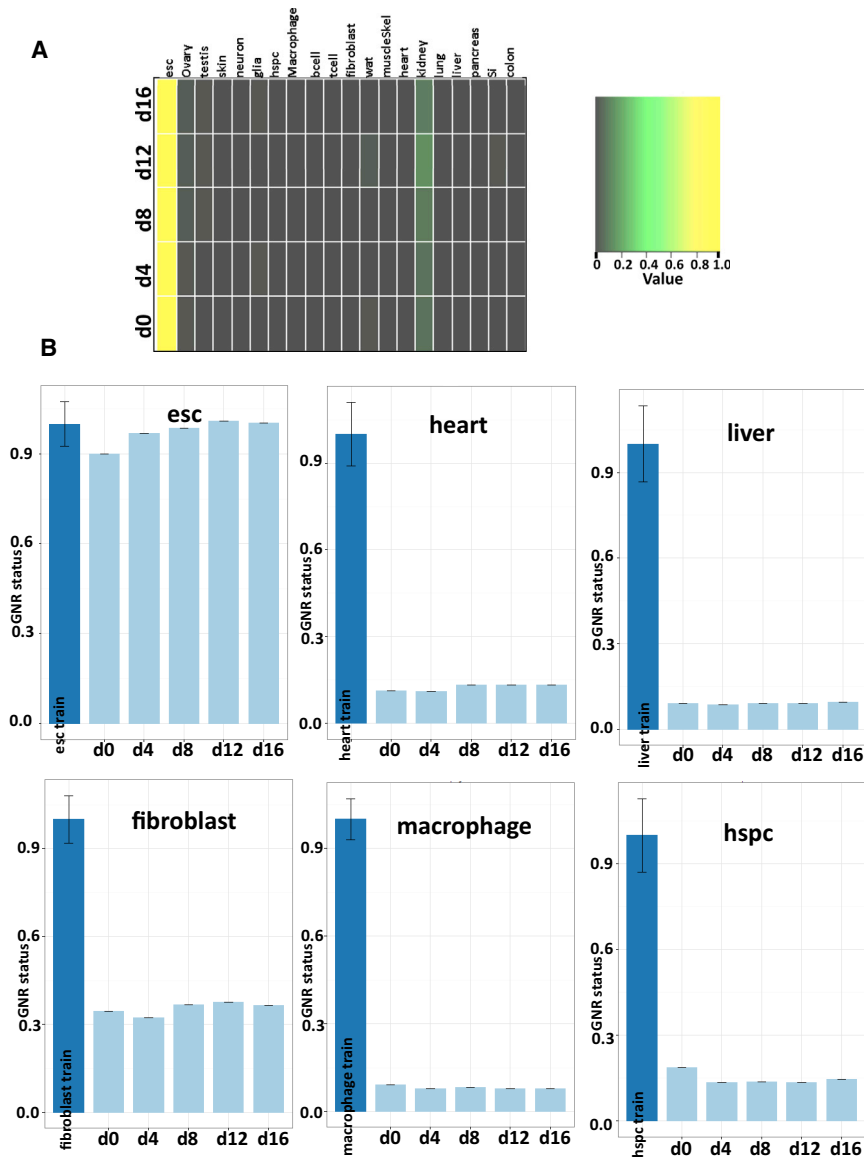 A
esc
Ovary
testis
skin
neuron
glia
hspc
Macrophage
bcell
tcell
fibroblast
wat
muscleSkel
heart
kidney
lung
liver
pancreas
Si
colon
d16
d12
d8
d4
d0
0 0.2 0.4 0.6 0.8 1.0
Value
B
esc
GNR status
0.9
0.6
0.3
0.0
esc train
d0 d4 d8 d12 d16
heart
GNR status
0.9
0.6
0.3
0.0
heart train
d0 d4 d8 d12 d16
liver
GNR status
0.9
0.6
0.3
0.0
liver train
d0 d4 d8 d12 d16
fibroblast
GNR status
0.9
0.6
0.3
0.0
fibroblast train
d0 d4 d8 d12 d16
macrophage
GNR status
0.9
0.6
0.3
0.0
macrophage train
d0 d4 d8 d12 d16
hspc
GNR status
0.9
0.6
0.3
0.0
hspc train
d0 d4 d8 d12 d16